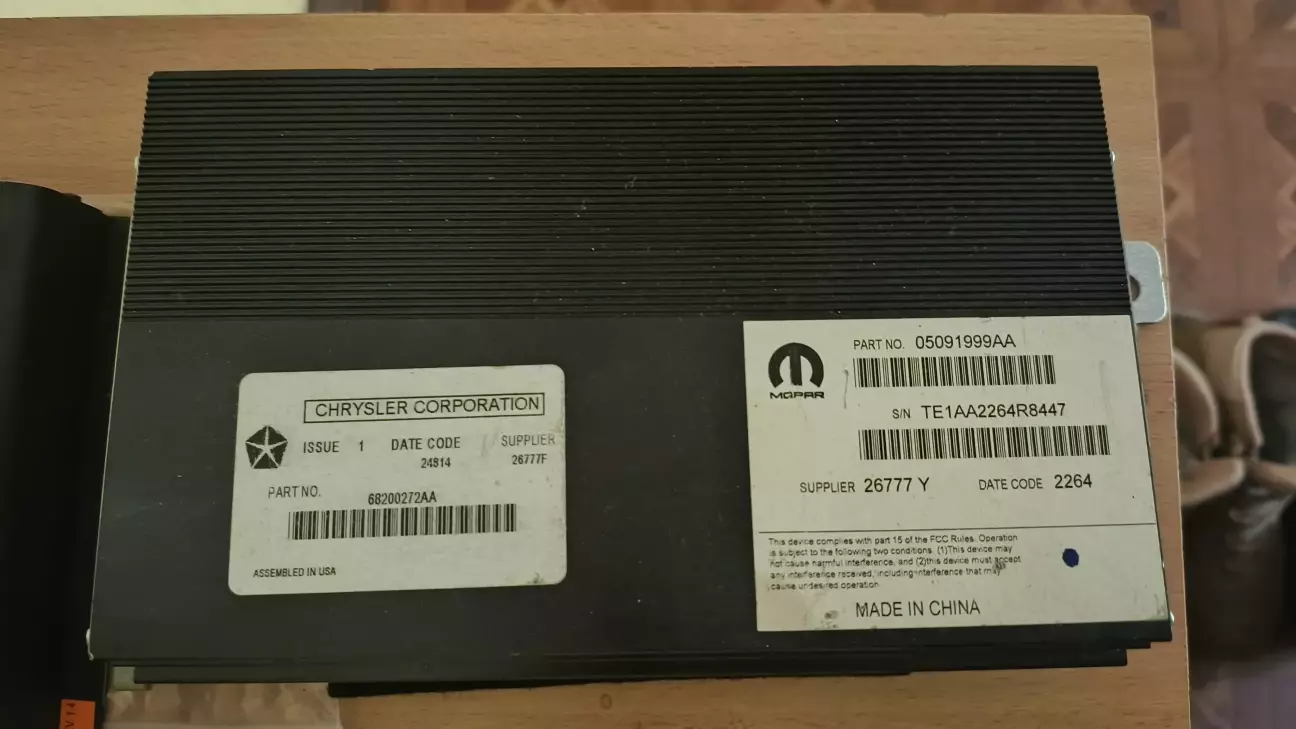 CHRYSLER CORPORATION
ISSUE 1 DATE CODE SUPPLIER
24814 26777F
PART NO. 68200272AA
ASSEMBLED IN USA
PART NO. 05091999AA
MOPAR
S/N TE1AA2264R8447
SUPPLIER 26777 Y DATE CODE 2264
This device complies with part 15 of the FCC Rules. Operation
is subject to the following two conditions. (1)This device may
not cause harmful interference, and (2)this device must accept
any interference received, including interference that may
cause undesired operation
MADE IN CHINA
V14